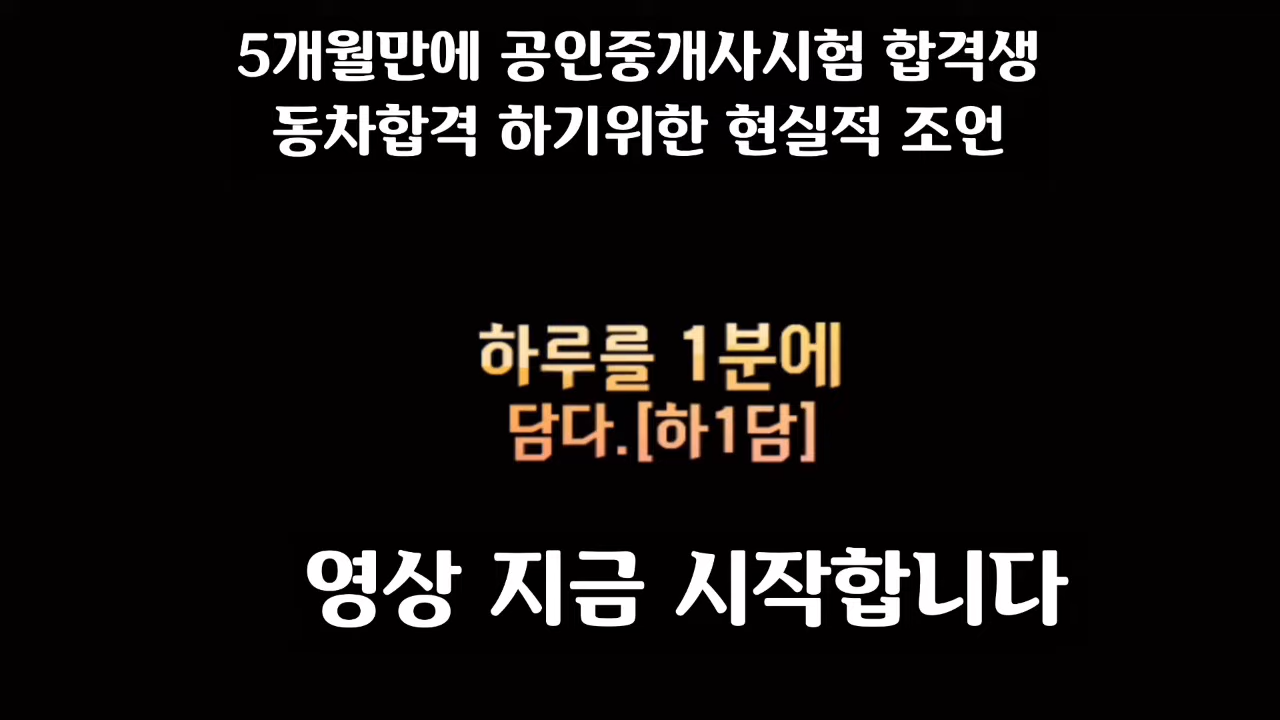 5개월만에 공인중개사시험 합격생
동차합격 하기위한 현실적 조언
하루를 1분에
담다.[하1담]
영상 지금 시작합니다